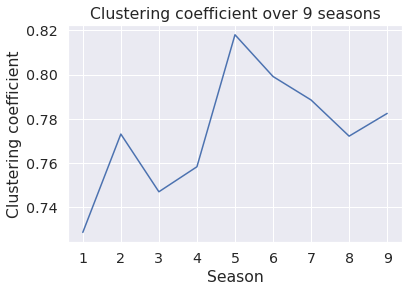 Clustering coefficient over 9 seasons
0.82
0.80
0.78
0.76
0.74
Clustering coefficient
1 2 3 4 5 6 7 8 9
Season